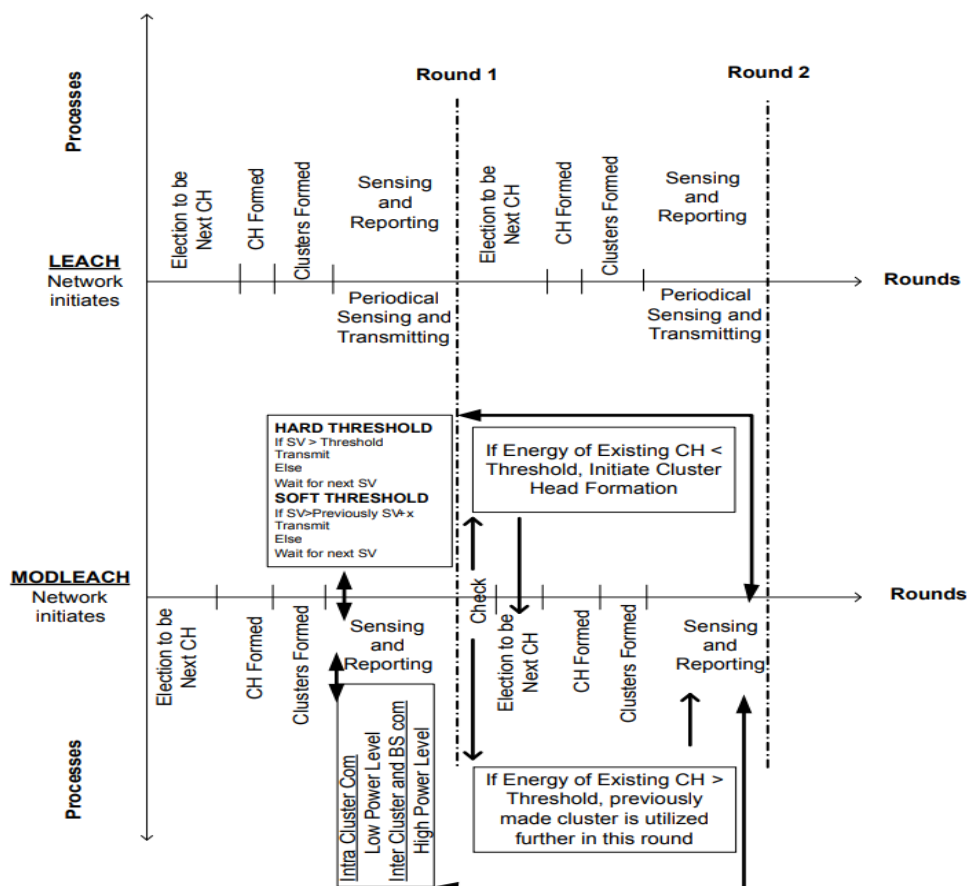 Processes
Round 1
Round 2
Election to be
Next CH
CH Formed
Clusters Formed
Sensing
and
Reporting
Election to be
Next CH
CH Formed
Clusters Formed
Sensing
and
Reporting
LEACH
Network
initiates
Rounds
Periodical
Sensing and
Transmitting
Periodical
Sensing and
Transmitting
HARD THRESHOLD
If SV > Threshold
Transmit
Else
Wait for next SV
SOFT THRESHOLD
If SV>Previously SV+x
Transmit
Else
Wait for next SV
If Energy of Existing CH <
Threshold, Initiate Cluster
Head Formation
MODLEACH
Network
initiates
Rounds
Check
Election to be
Next CH
CH Formed
Clusters Formed
Sensing
and
Reporting
Election to be
Next CH
CH Formed
Clusters Formed
Sensing
and
Reporting
Processes
Intra Cluster Com
Low Power Level
Inter Cluster and BS com
High Power Level
If Energy of Existing CH >
Threshold, previously
made cluster is utilized
further in this round